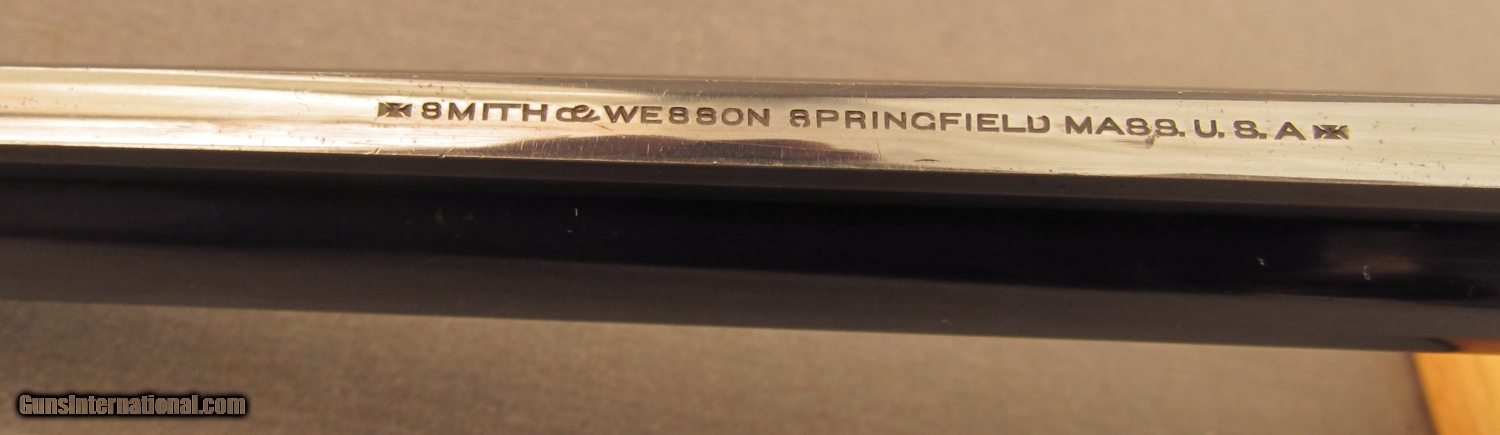 SMITH & WESSON SPRINGFIELD MASS. U. S. A
GunsInternational.com